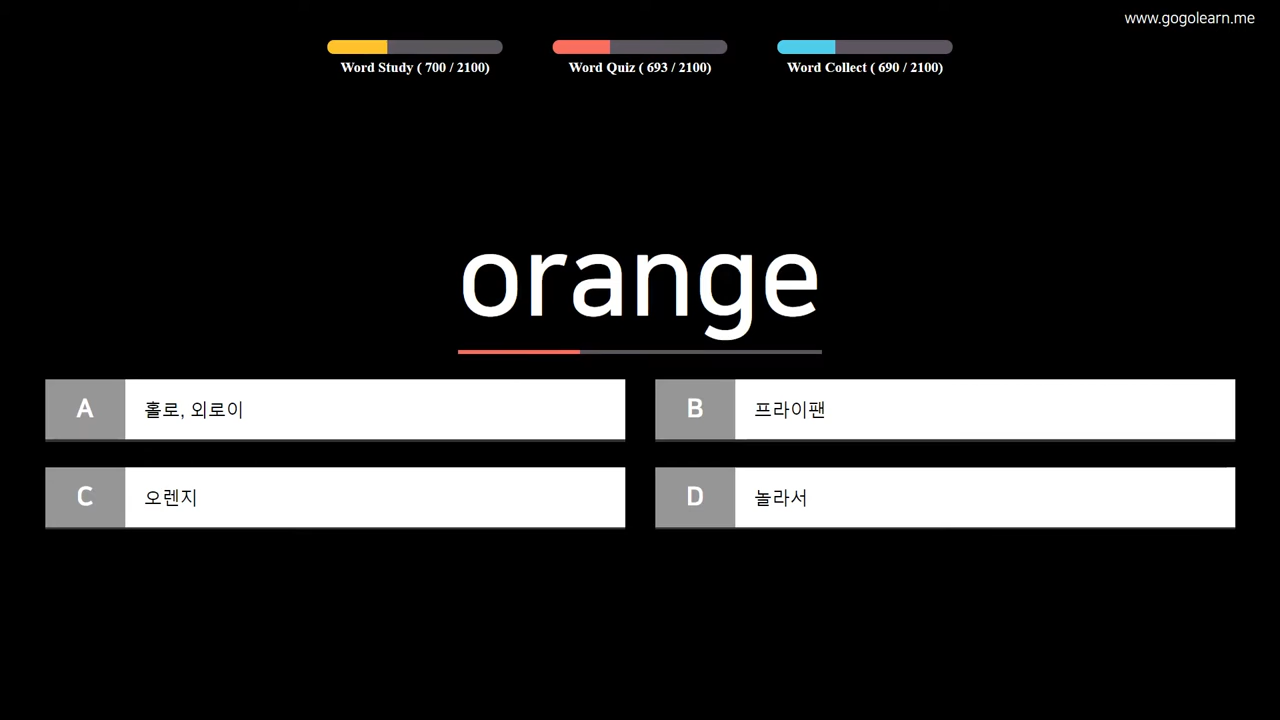 www.gogolearn.me
Word Study ( 700 / 2100)
Word Quiz ( 693 / 2100)
Word Collect ( 690 / 2100)
orange
A 홀로, 외로이
B 프라이팬
C 오렌지
D 놀라서